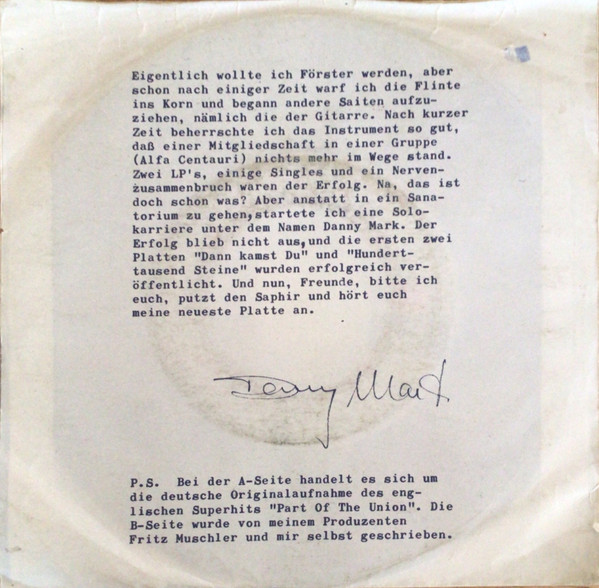 Eigentlich wollte ich Förster werden, aber
schon nach einiger Zeit warf ich die Flinte
ins Korn und begann andere Saiten aufzu-
ziehen, nämlich die der Gitarre. Nach kurzer
Zeit beherrschte ich das Instrument so gut,
daß einer Mitgliedschaft in einer Gruppe
(Alfa Centauri) nichts mehr im Wege stand.
Zwei LP's, einige Singles und ein Nerven-
zusammenbruch waren der Erfolg. Na, das ist
doch schon was? Aber anstatt in ein Sana-
torium zu gehen,startete ich eine Solo-
karriere unter dem Namen Danny Mark. Der
Erfolg blieb nicht aus,und die ersten zwei
Platten "Dann kamst Du" und "Hundert-
tausend Steine" wurden erfolgreich ver-
öffentlicht. Und nun, Freunde, bitte ich
euch, putzt den Saphir und hört euch
meine neueste Platte an.
Danny Mark
P.S. Bei der A-Seite handelt es sich um
die deutsche Originalaufnahme des eng-
lischen Superhits "Part Of The Union". Die
B-Seite wurde von meinem Produzenten
Fritz Muschler und mir selbst geschrieben.